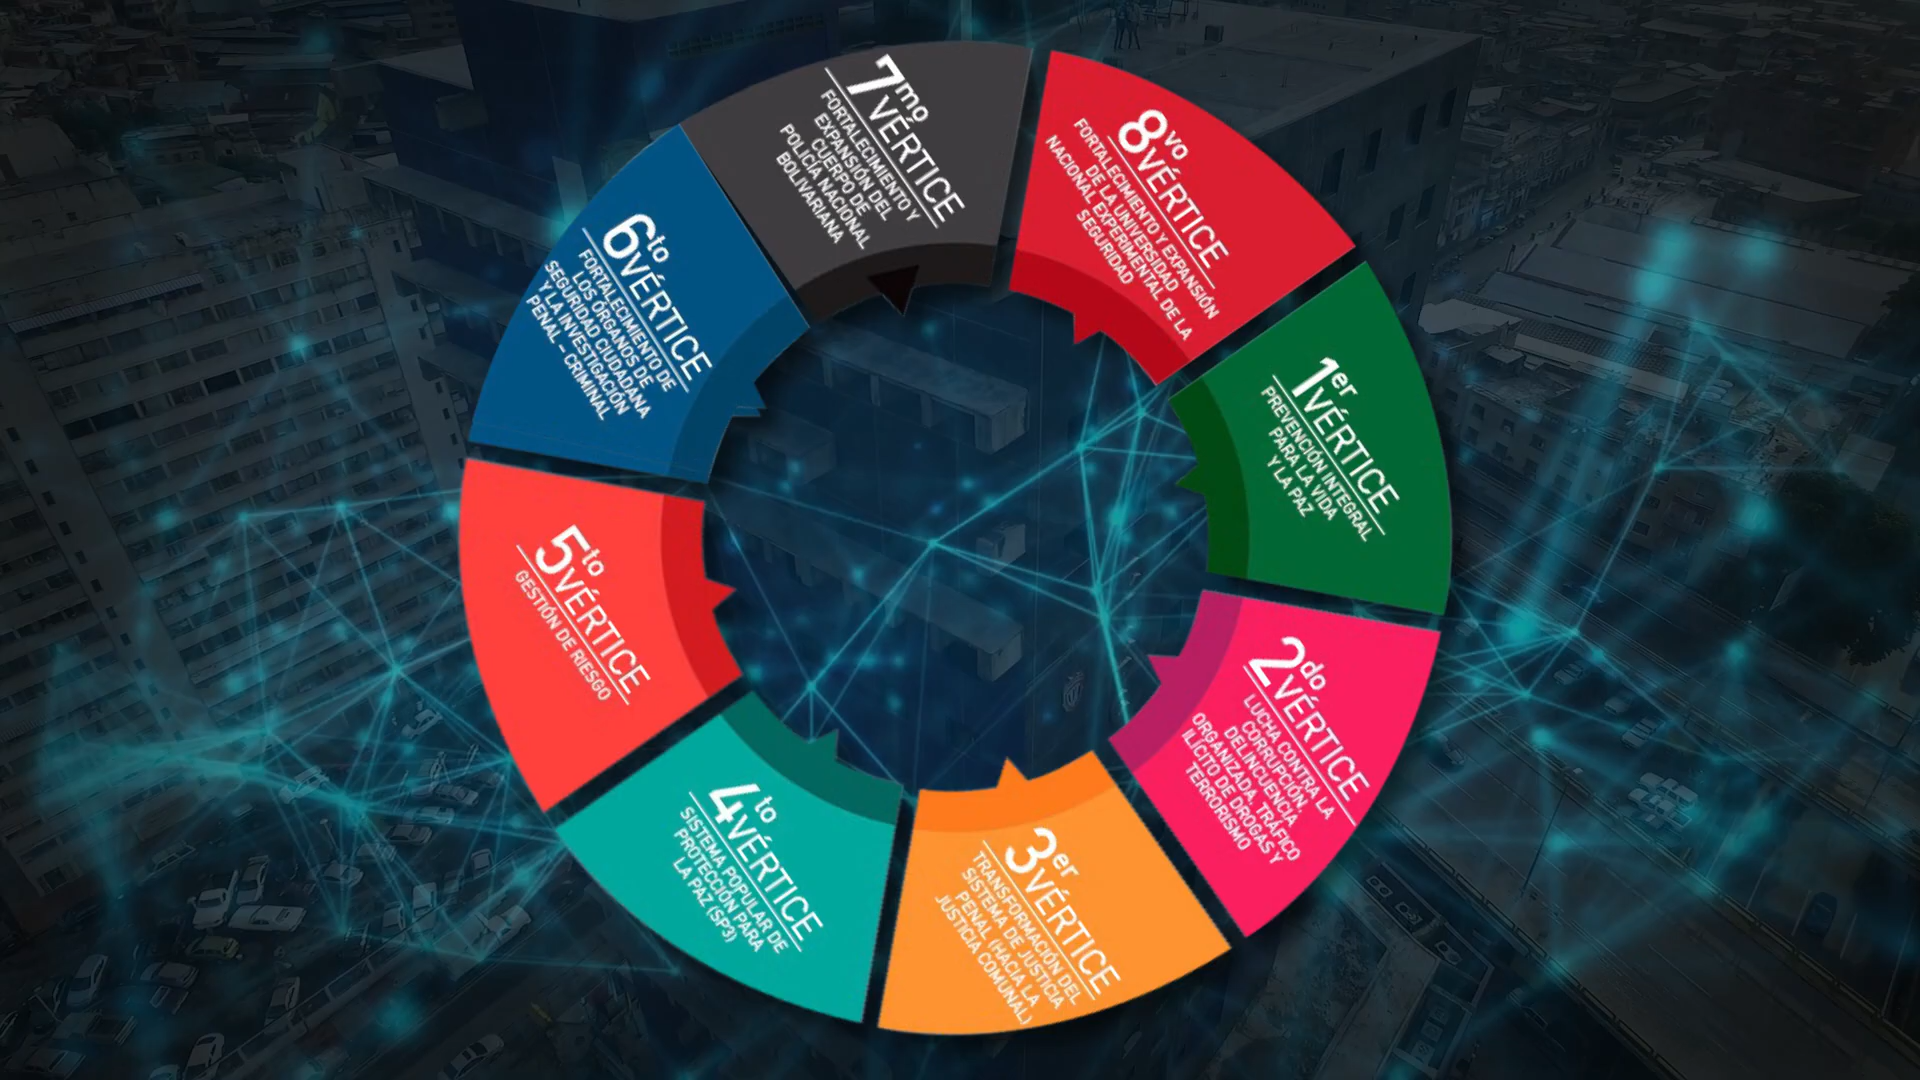 1er
VÉRTICE
PREVENCIÓN INTEGRAL
PARA LA VIDA
Y LA PAZ
2do
VÉRTICE
LUCHA CONTRA LA
CORRUPCIÓN,
DELINCUENCIA
ORGANIZADA, TRÁFICO
ILÍCITO DE DROGAS Y
TERRORISMO
3er
VÉRTICE
TRANSFORMACIÓN DEL
SISTEMA DE JUSTICIA
PENAL (HACIA LA
JUSTICIA COMUNAL)
4to
VÉRTICE
SISTEMA POPULAR DE
PROTECCIÓN PARA
LA PAZ (SP3)
5to
VÉRTICE
GESTIÓN DE RIESGO
6to
VÉRTICE
FORTALECIMIENTO DE
LOS ÓRGANOS DE
SEGURIDAD CIUDADANA
Y LA INVESTIGACIÓN
PENAL - CRIMINAL
7mo
VÉRTICE
FORTALECIMIENTO Y
EXPANSIÓN DEL
CUERPO DE
POLICÍA NACIONAL
BOLIVARIANA
8vo
VÉRTICE
FORTALECIMIENTO Y EXPANSIÓN
DE LA UNIVERSIDAD
NACIONAL EXPERIMENTAL DE LA
SEGURIDAD